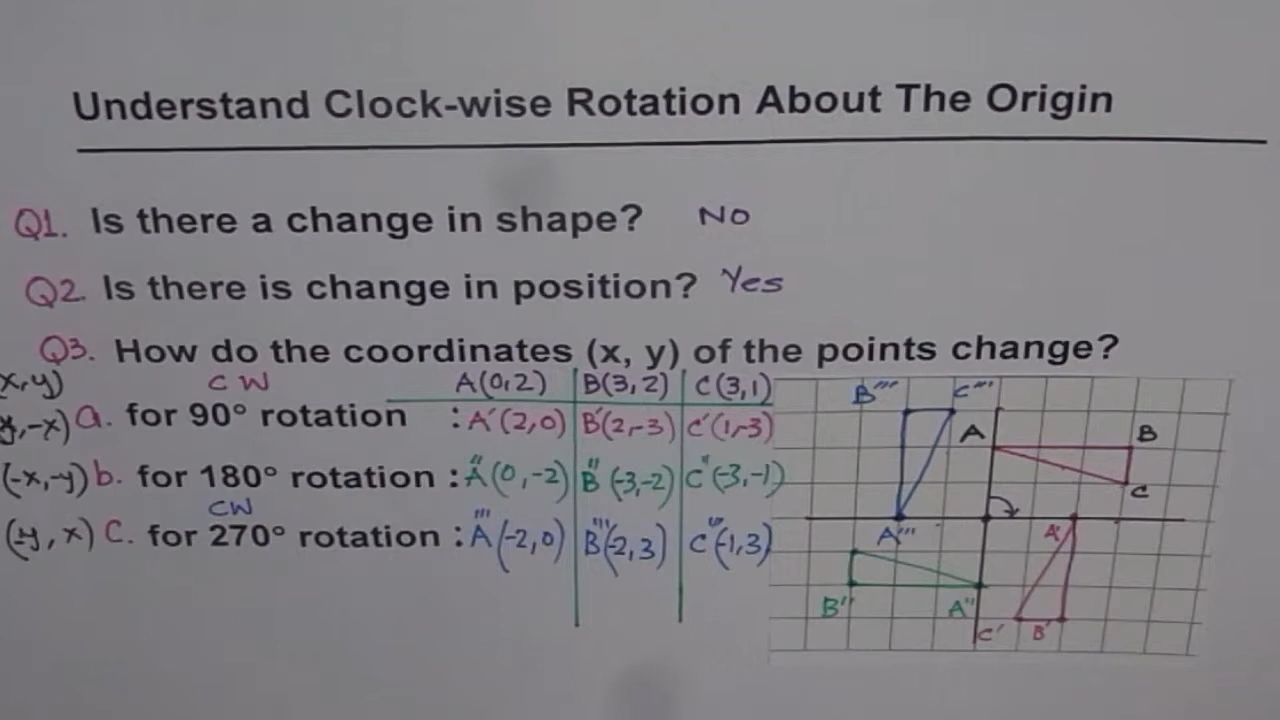 Understand Clock-wise Rotation About The Origin
Q1. Is there a change in shape? No
Q2. Is there is change in position? Yes
Q3. How do the coordinates (x, y) of the points change?
x,y) CW A(0,2) B(3,2) C(3,1)
y,-x) a. for 90° rotation : A'(2,0) B'(2,-3) C'(1,-3)
(-x,-y) b. for 180° rotation : A''(0,-2) B''(-3,-2) C''(-3,-1)
CW
(-y, x) C. for 270° rotation : A'''(-2,0) B'''(-2,3) C'''(-1,3)
B''' C'''
A B
C
A''' A'
B'' A'' C' B'